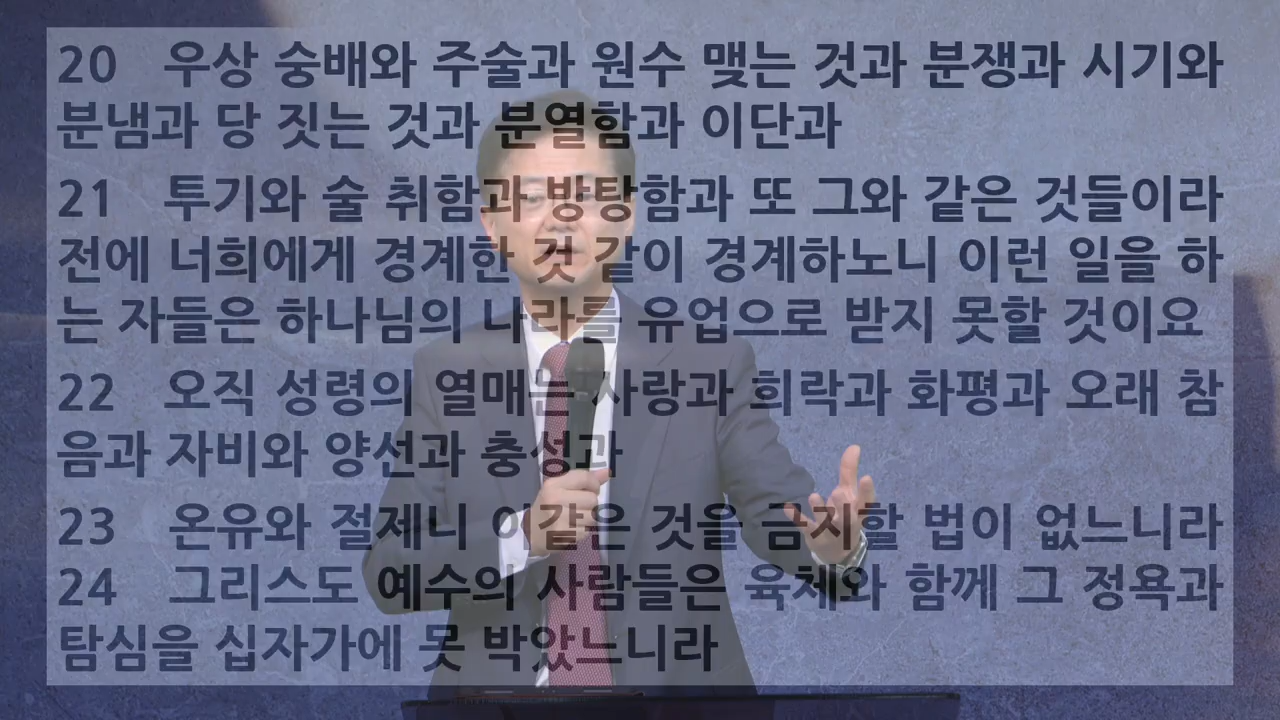 20 우상 숭배와 주술과 원수 맺는 것과 분쟁과 시기와
분냄과 당 짓는 것과 분열함과 이단과
21 투기와 술 취함과 방탕함과 또 그와 같은 것들이라
전에 너희에게 경계한 것 같이 경계하노니 이런 일을 하
는 자들은 하나님의 나라를 유업으로 받지 못할 것이요
22 오직 성령의 열매는 사랑과 희락과 화평과 오래 참
음과 자비와 양선과 충성과
23 온유와 절제니 이같은 것을 금지할 법이 없느니라
24 그리스도 예수의 사람들은 육체와 함께 그 정욕과
탐심을 십자가에 못 박았느니라